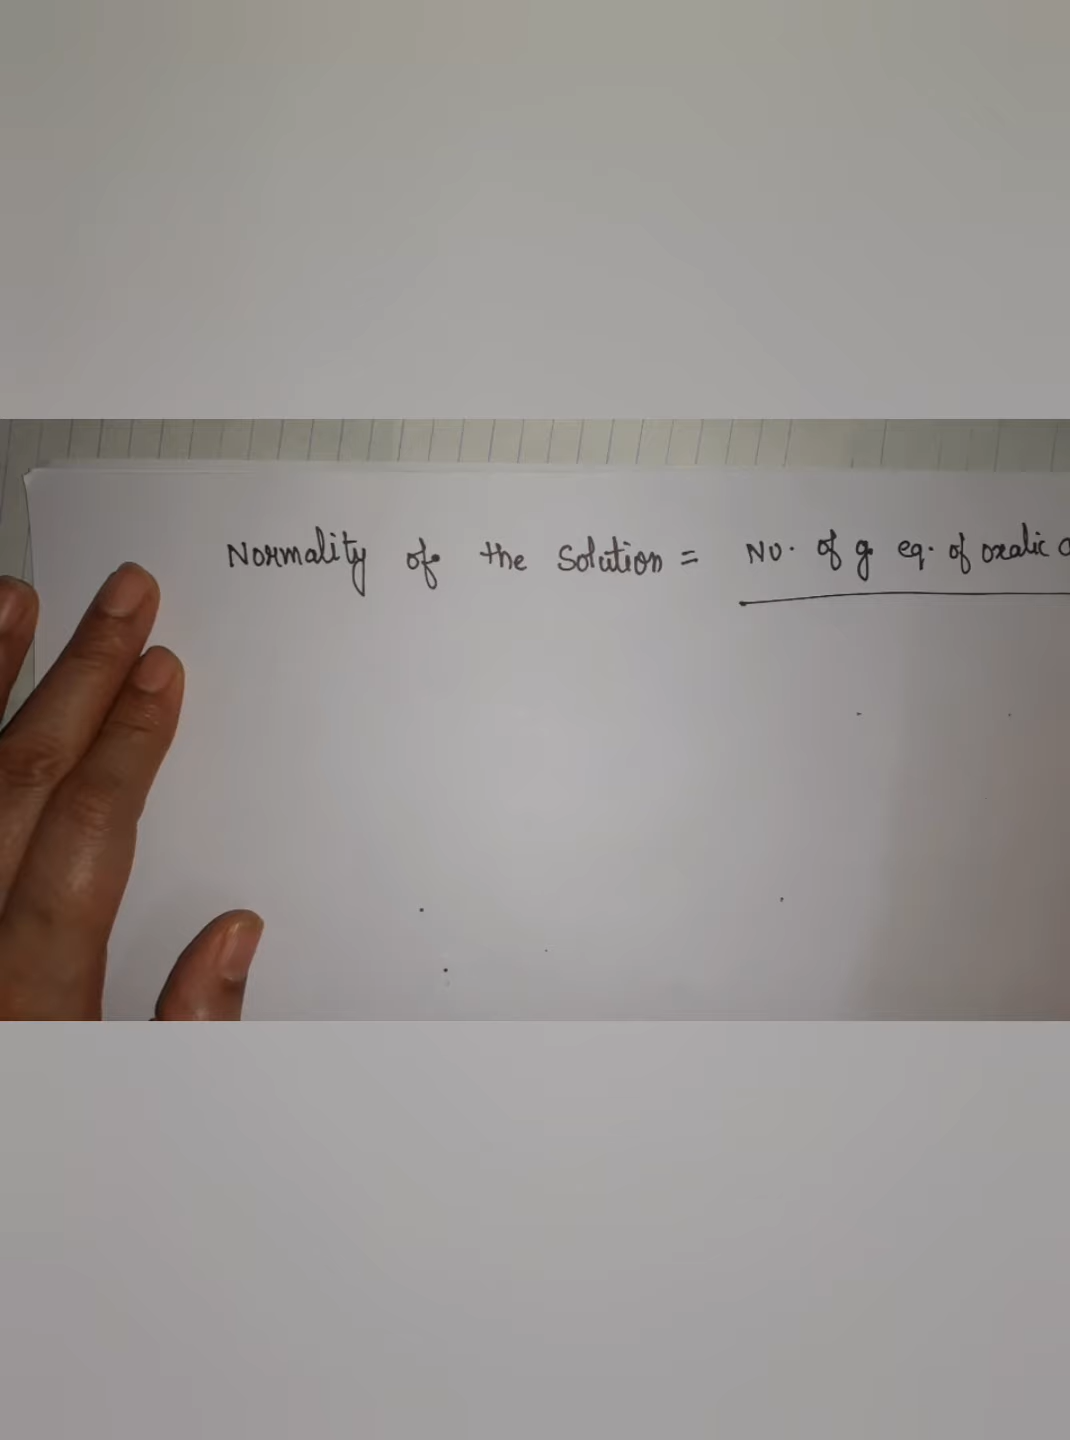 Normality of the Solution = No. of g eq. of oxalic